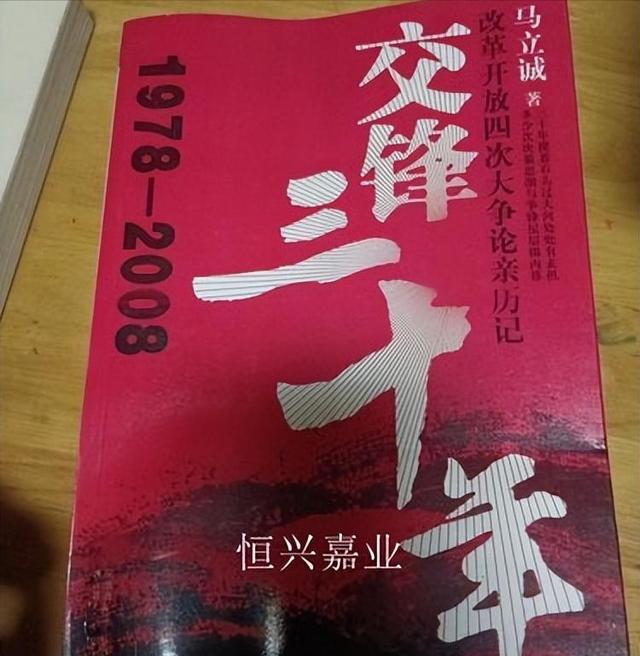 马立诚 著
改革开放四次大争论亲历记
交锋
三十年
1978—2008
恒兴嘉业